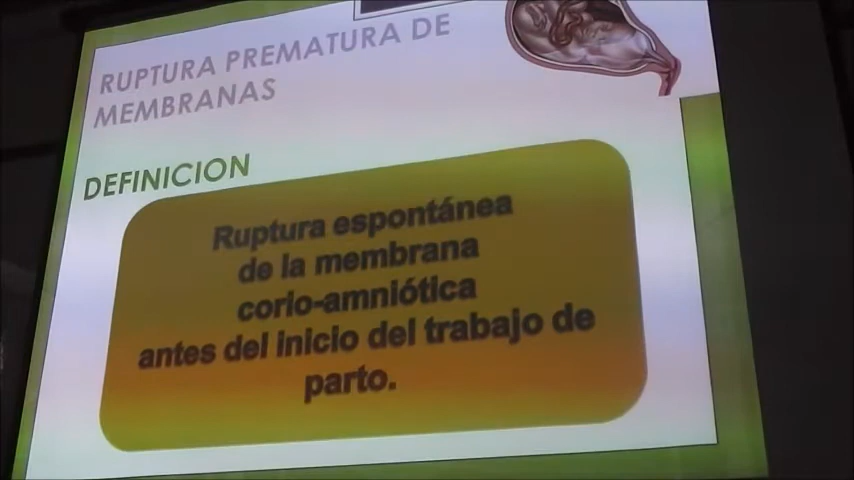 RUPTURA PREMATURA DE
MEMBRANAS
DEFINICION
Ruptura espontánea
de la membrana
corio-amniótica
antes del inicio del trabajo de
parto.